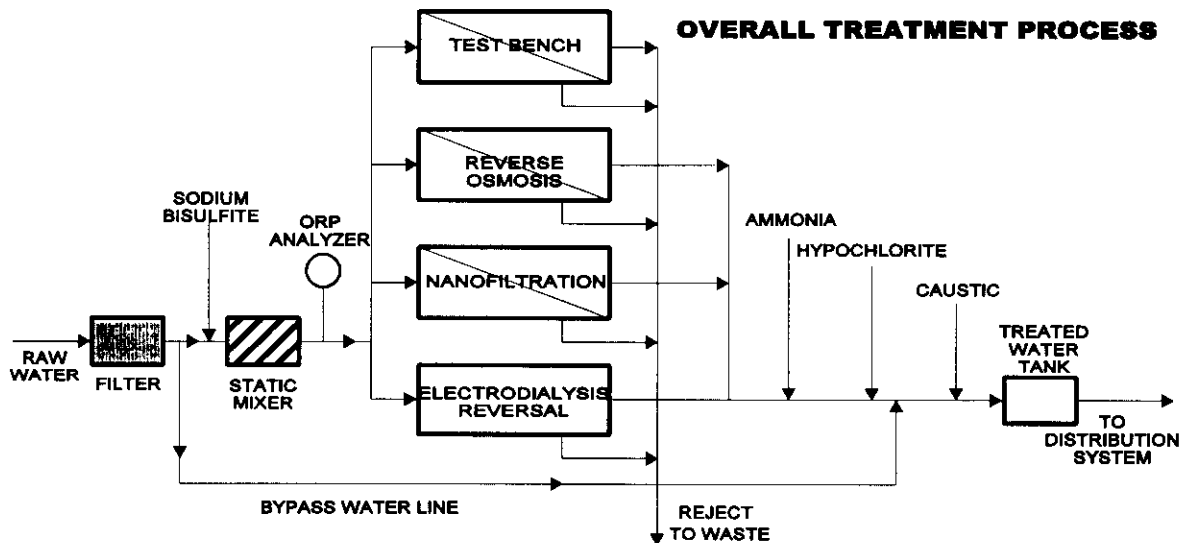 OVERALL TREATMENT PROCESS
TEST BENCH
REVERSE
OSMOSIS
SODIUM
BISULFITE
ORP
ANALYZER
AMMONIA
HYPOCHLORITE
NANOFILTRATION
CAUSTIC
TREATED
WATER
TANK
RAW
WATER
FILTER
STATIC
MIXER
ELECTRODIALYSIS
REVERSAL
TO
DISTRIBUTION
SYSTEM
BYPASS WATER LINE
REJECT
TO WASTE